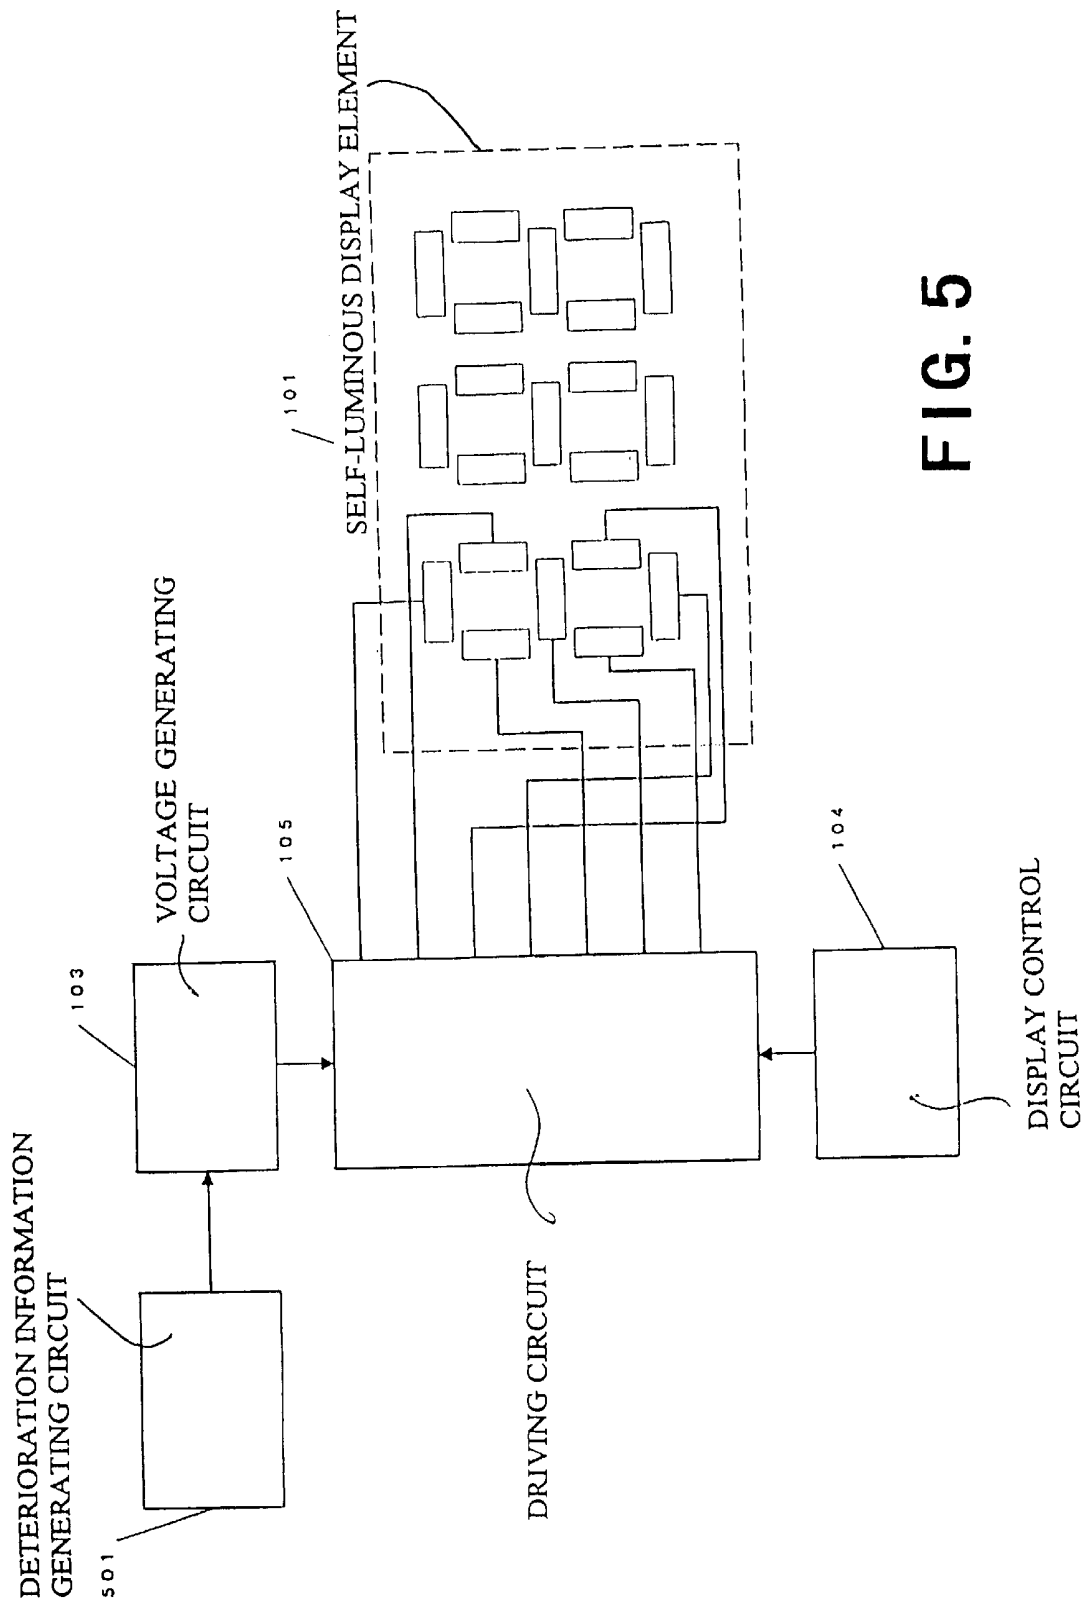 DETERIORATION INFORMATION
GENERATING CIRCUIT
501
103
VOLTAGE GENERATING
CIRCUIT
105
101
SELF-LUMINOUS DISPLAY ELEMENT
DRIVING CIRCUIT
104
DISPLAY CONTROL
CIRCUIT
FIG. 5